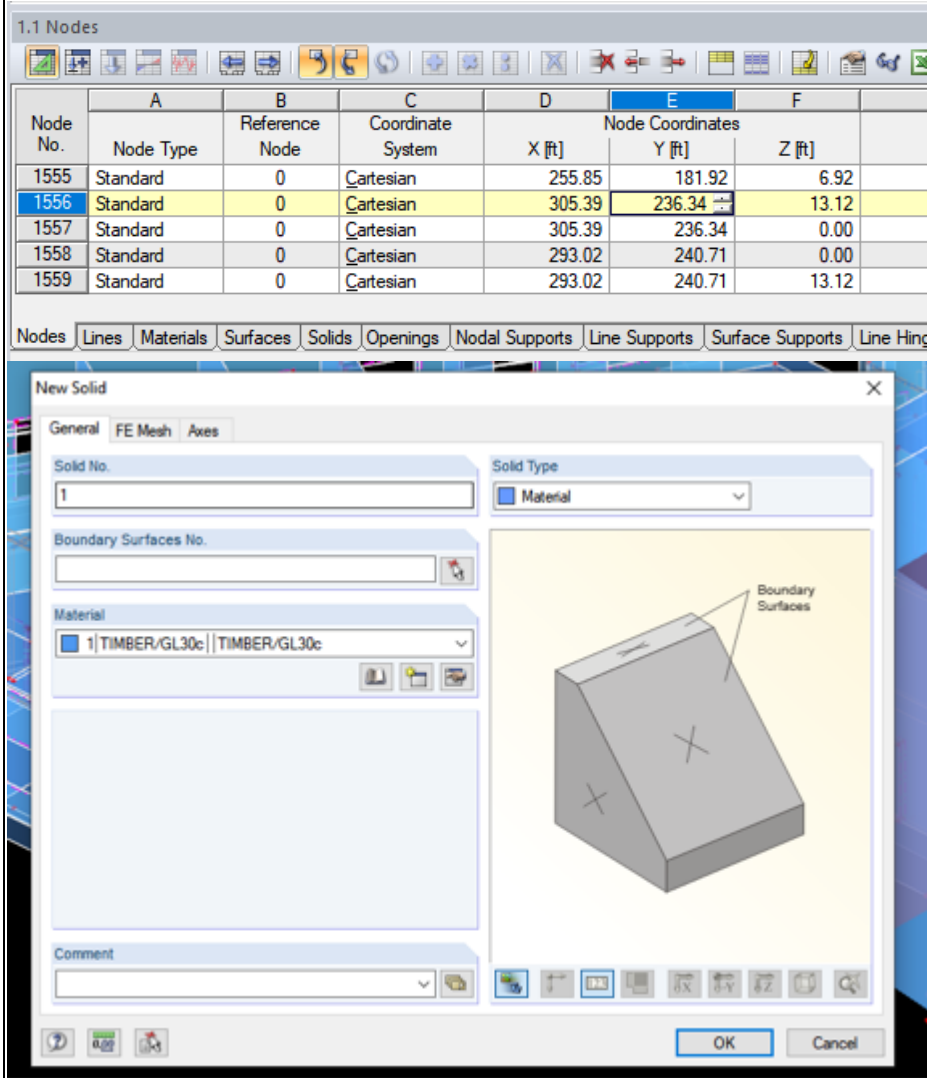 1.1 Nodes
A B C D E F
Node Reference Coordinate Node Coordinates
No. Node Type Node System X [ft] Y [ft] Z [ft]
1555 Standard 0 Cartesian 255.85 181.92 6.92
1556 Standard 0 Cartesian 305.39 236.34 13.12
1557 Standard 0 Cartesian 305.39 236.34 0.00
1558 Standard 0 Cartesian 293.02 240.71 0.00
1559 Standard 0 Cartesian 293.02 240.71 13.12
Nodes Lines Materials Surfaces Solids Openings Nodal Supports Line Supports Surface Supports Line Hing
New Solid
General FE Mesh Axes
Solid No.
1
Solid Type
Material
Boundary Surfaces No.
Material
1|TIMBER/GL30c||TIMBER/GL30c
Boundary
Surfaces
Comment
OK Cancel